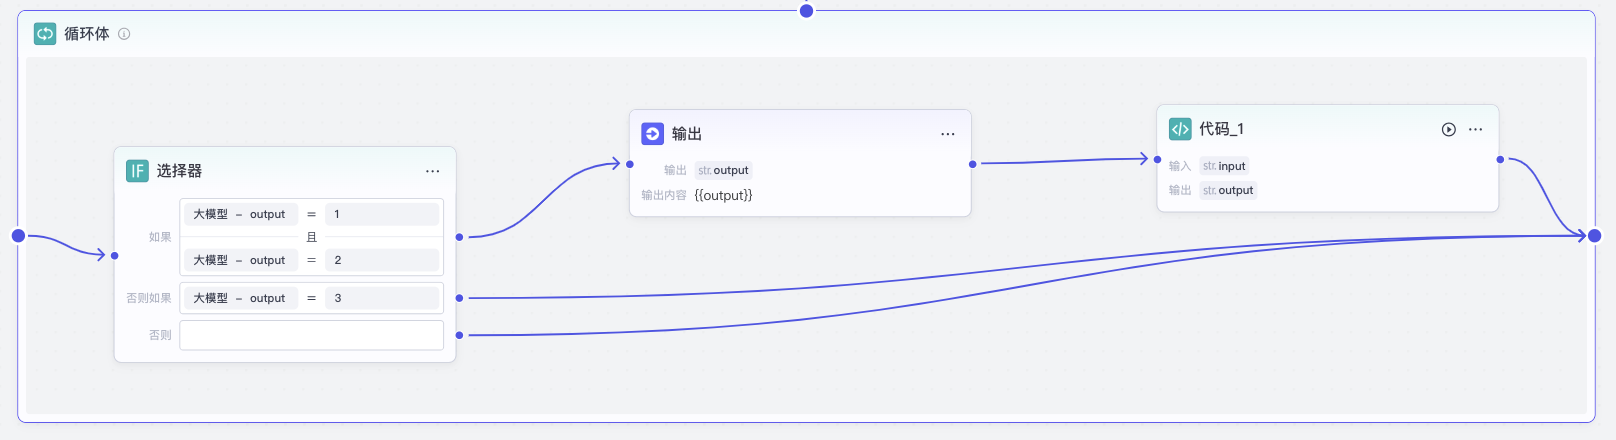 循环体
IF 选择器
如果
大模型 - output = 1
且
大模型 - output = 2
否则如果
大模型 - output = 3
否则
输出
输出 str. output
输出内容 {{output}}
代码_1
输入 str. input
输出 str. output